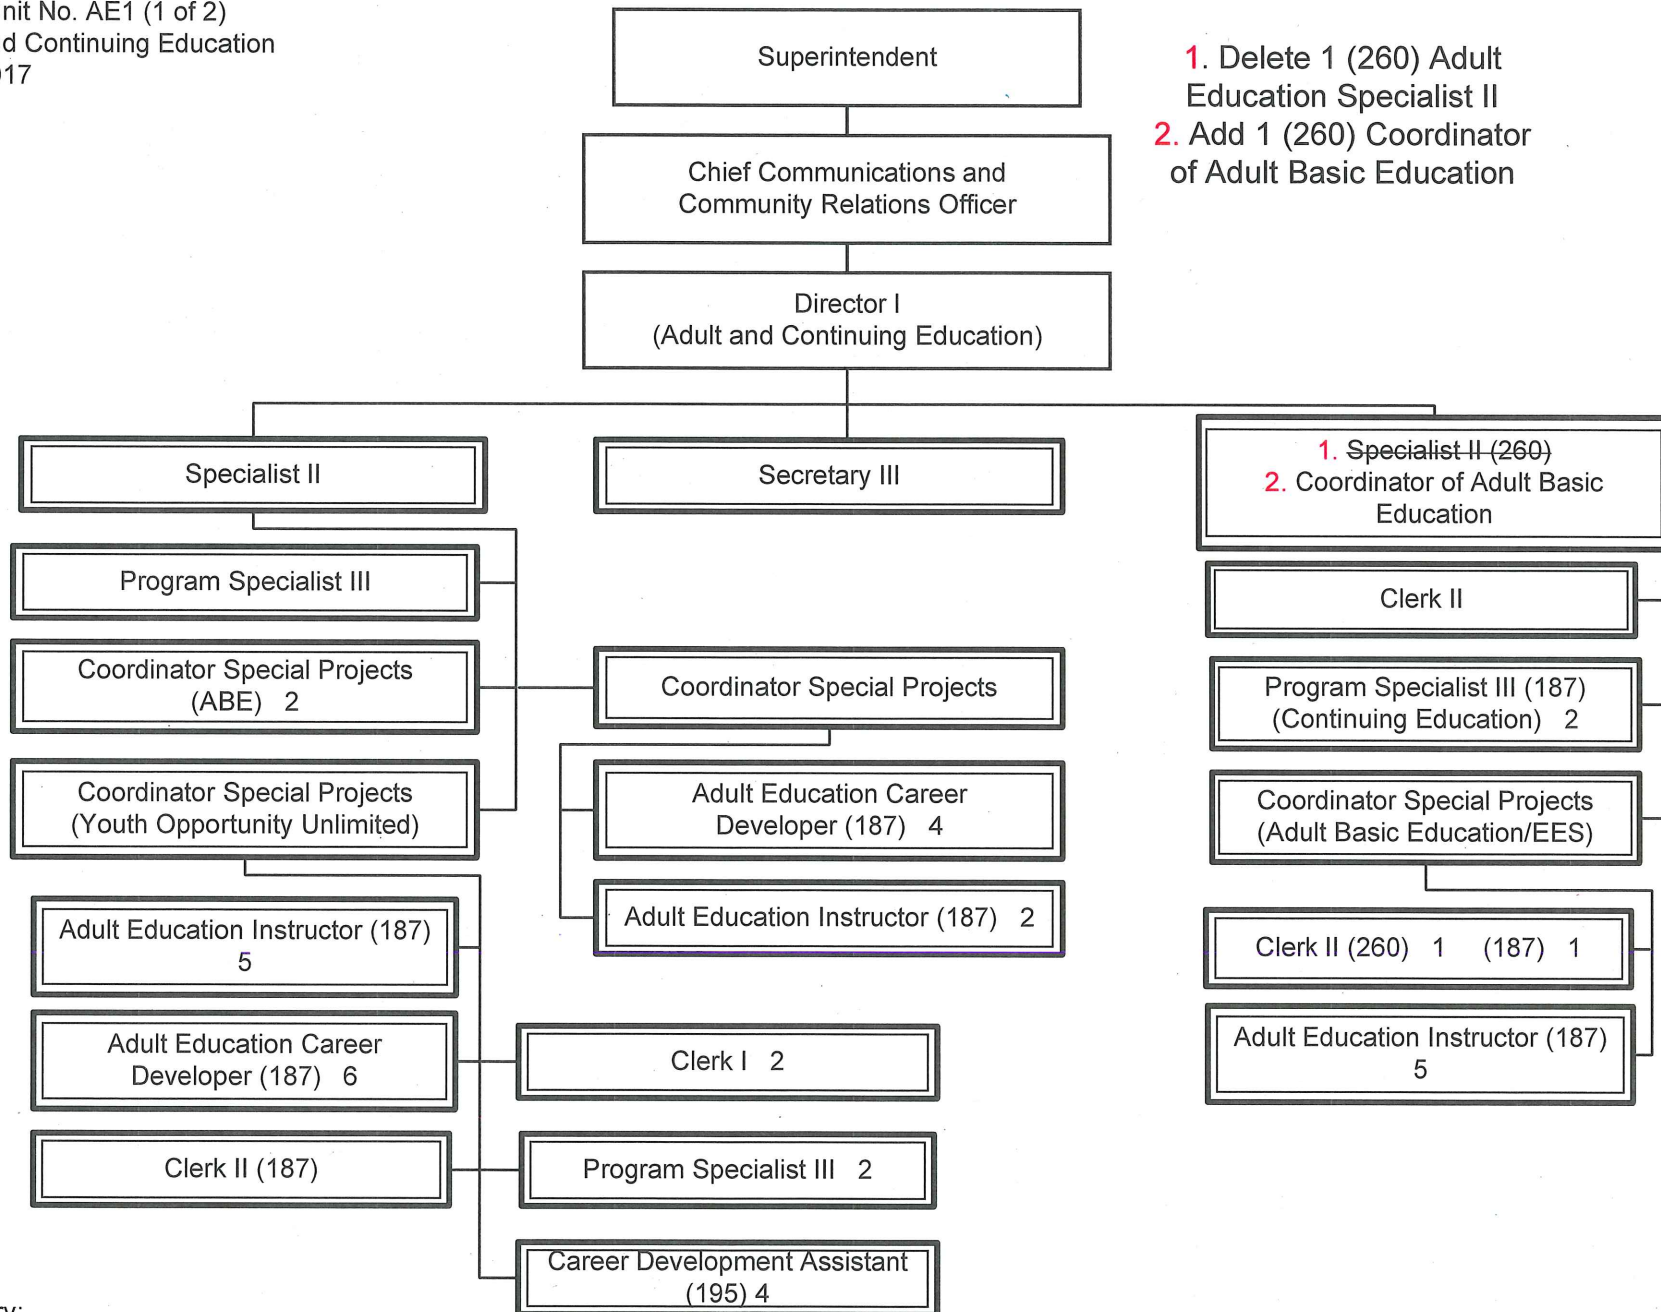 nit No. AE1 (1 of 2)
d Continuing Education
17
Superintendent
1. Delete 1 (260) Adult
Education Specialist II
2. Add 1 (260) Coordinator
of Adult Basic Education
Chief Communications and
Community Relations Officer
Director I
(Adult and Continuing Education)
Specialist II
Secretary III
1. Specialist II (260)
2. Coordinator of Adult Basic
Education
Program Specialist III
Clerk II
Coordinator Special Projects
(ABE) 2
Coordinator Special Projects
Program Specialist III (187)
(Continuing Education) 2
Coordinator Special Projects
(Youth Opportunity Unlimited)
Adult Education Career
Developer (187) 4
Coordinator Special Projects
(Adult Basic Education/EES)
Adult Education Instructor (187)
5
Adult Education Instructor (187) 2
Clerk II (260) 1 (187) 1
Adult Education Career
Developer (187) 6
Clerk I 2
Adult Education Instructor (187)
5
Clerk II (187)
Program Specialist III 2
Career Development Assistant
(195) 4